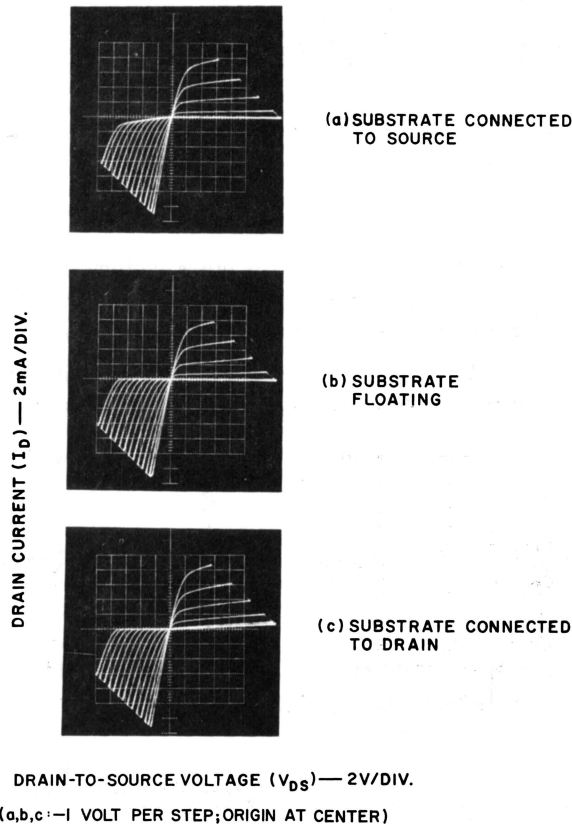 (a) SUBSTRATE CONNECTED
TO SOURCE
(b) SUBSTRATE
FLOATING
DRAIN CURRENT (ID) — 2mA/DIV.
(c) SUBSTRATE CONNECTED
TO DRAIN
DRAIN-TO-SOURCE VOLTAGE (VDS) — 2V/DIV.
(a,b,c:—1 VOLT PER STEP; ORIGIN AT CENTER)